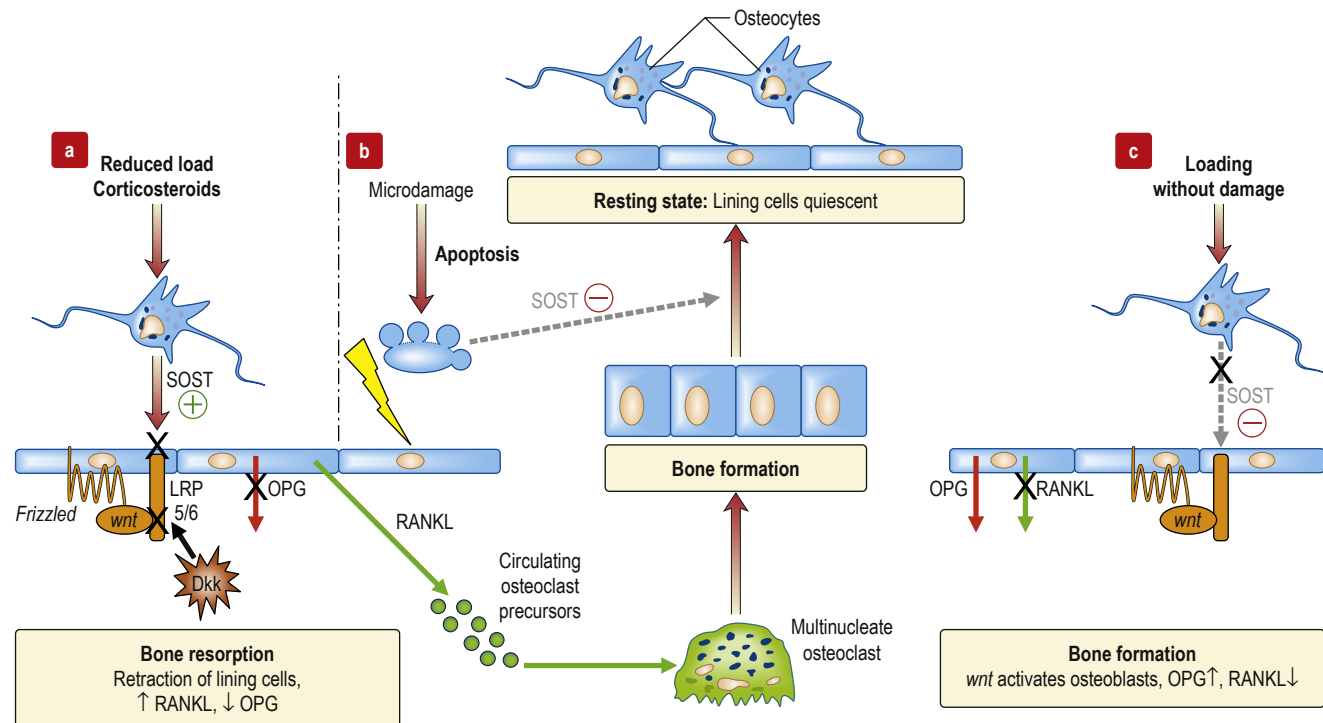 Osteocytes
a
Reduced load
Corticosteroids
SOST
+
LRP
5/6
Frizzled
wnt
Dkk
X
X
X
OPG
Bone resorption
Retraction of lining cells,
↑ RANKL, ↓ OPG
b
Microdamage
Apoptosis
SOST −
RANKL
Circulating
osteoclast
precursors
Multinucleate
osteoclast
Bone formation
Resting state: Lining cells quiescent
c
Loading
without damage
X
SOST
−
OPG
X
RANKL
wnt
Bone formation
wnt activates osteoblasts, OPG↑, RANKL↓